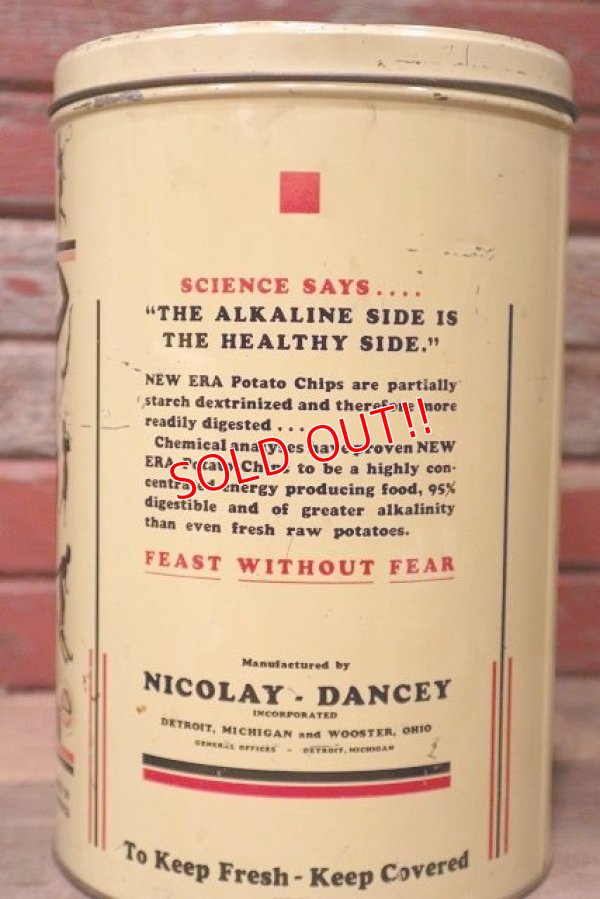 SCIENCE SAYS....
"THE ALKALINE SIDE IS
THE HEALTHY SIDE."
NEW ERA Potato Chips are partially
starch dextrinized and therefore more
readily digested...
Chemical analyses have proven NEW
ERA Potato Chips to be a highly con-
centrated energy producing food, 95%
digestible and of greater alkalinity
than even fresh raw potatoes.
FEAST WITHOUT FEAR
SOLD OUT!!
Manufactured by
NICOLAY - DANCEY
INCORPORATED
DETROIT, MICHIGAN and WOOSTER, OHIO
GENERAL OFFICES - DETROIT, MICHIGAN
2
To Keep Fresh - Keep Covered